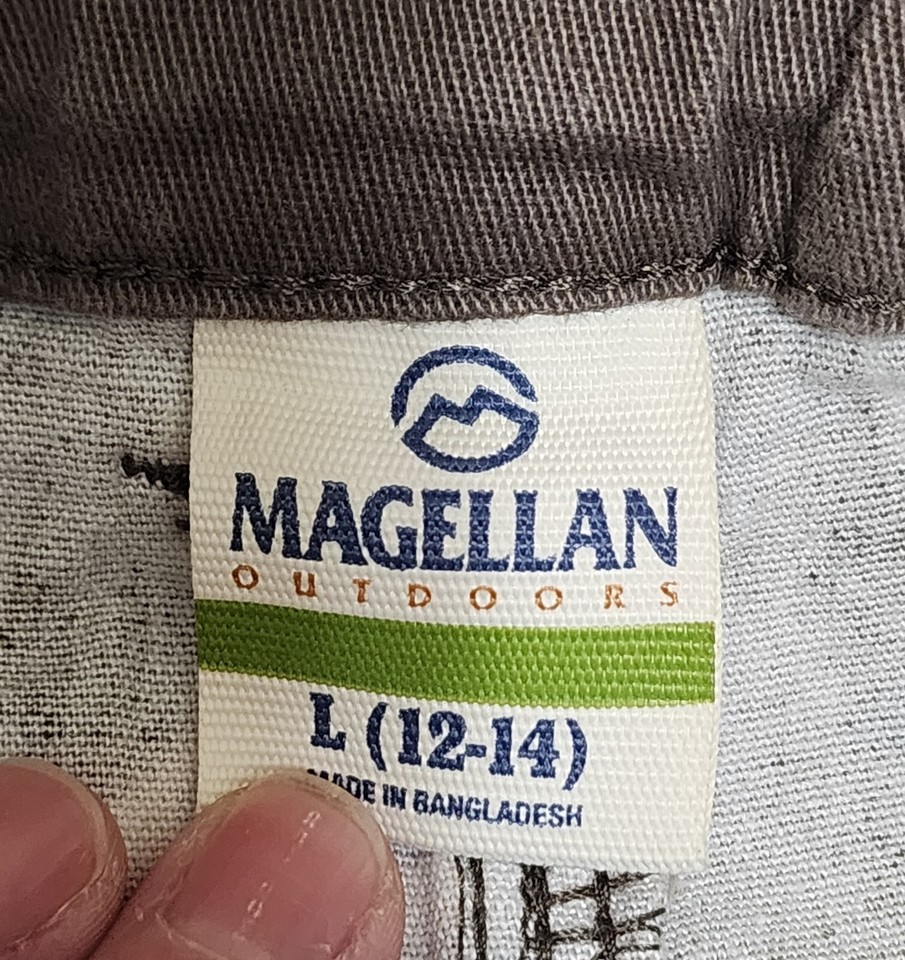 MAGELLAN
OUTDOORS
L (12-14)
MADE IN BANGLADESH